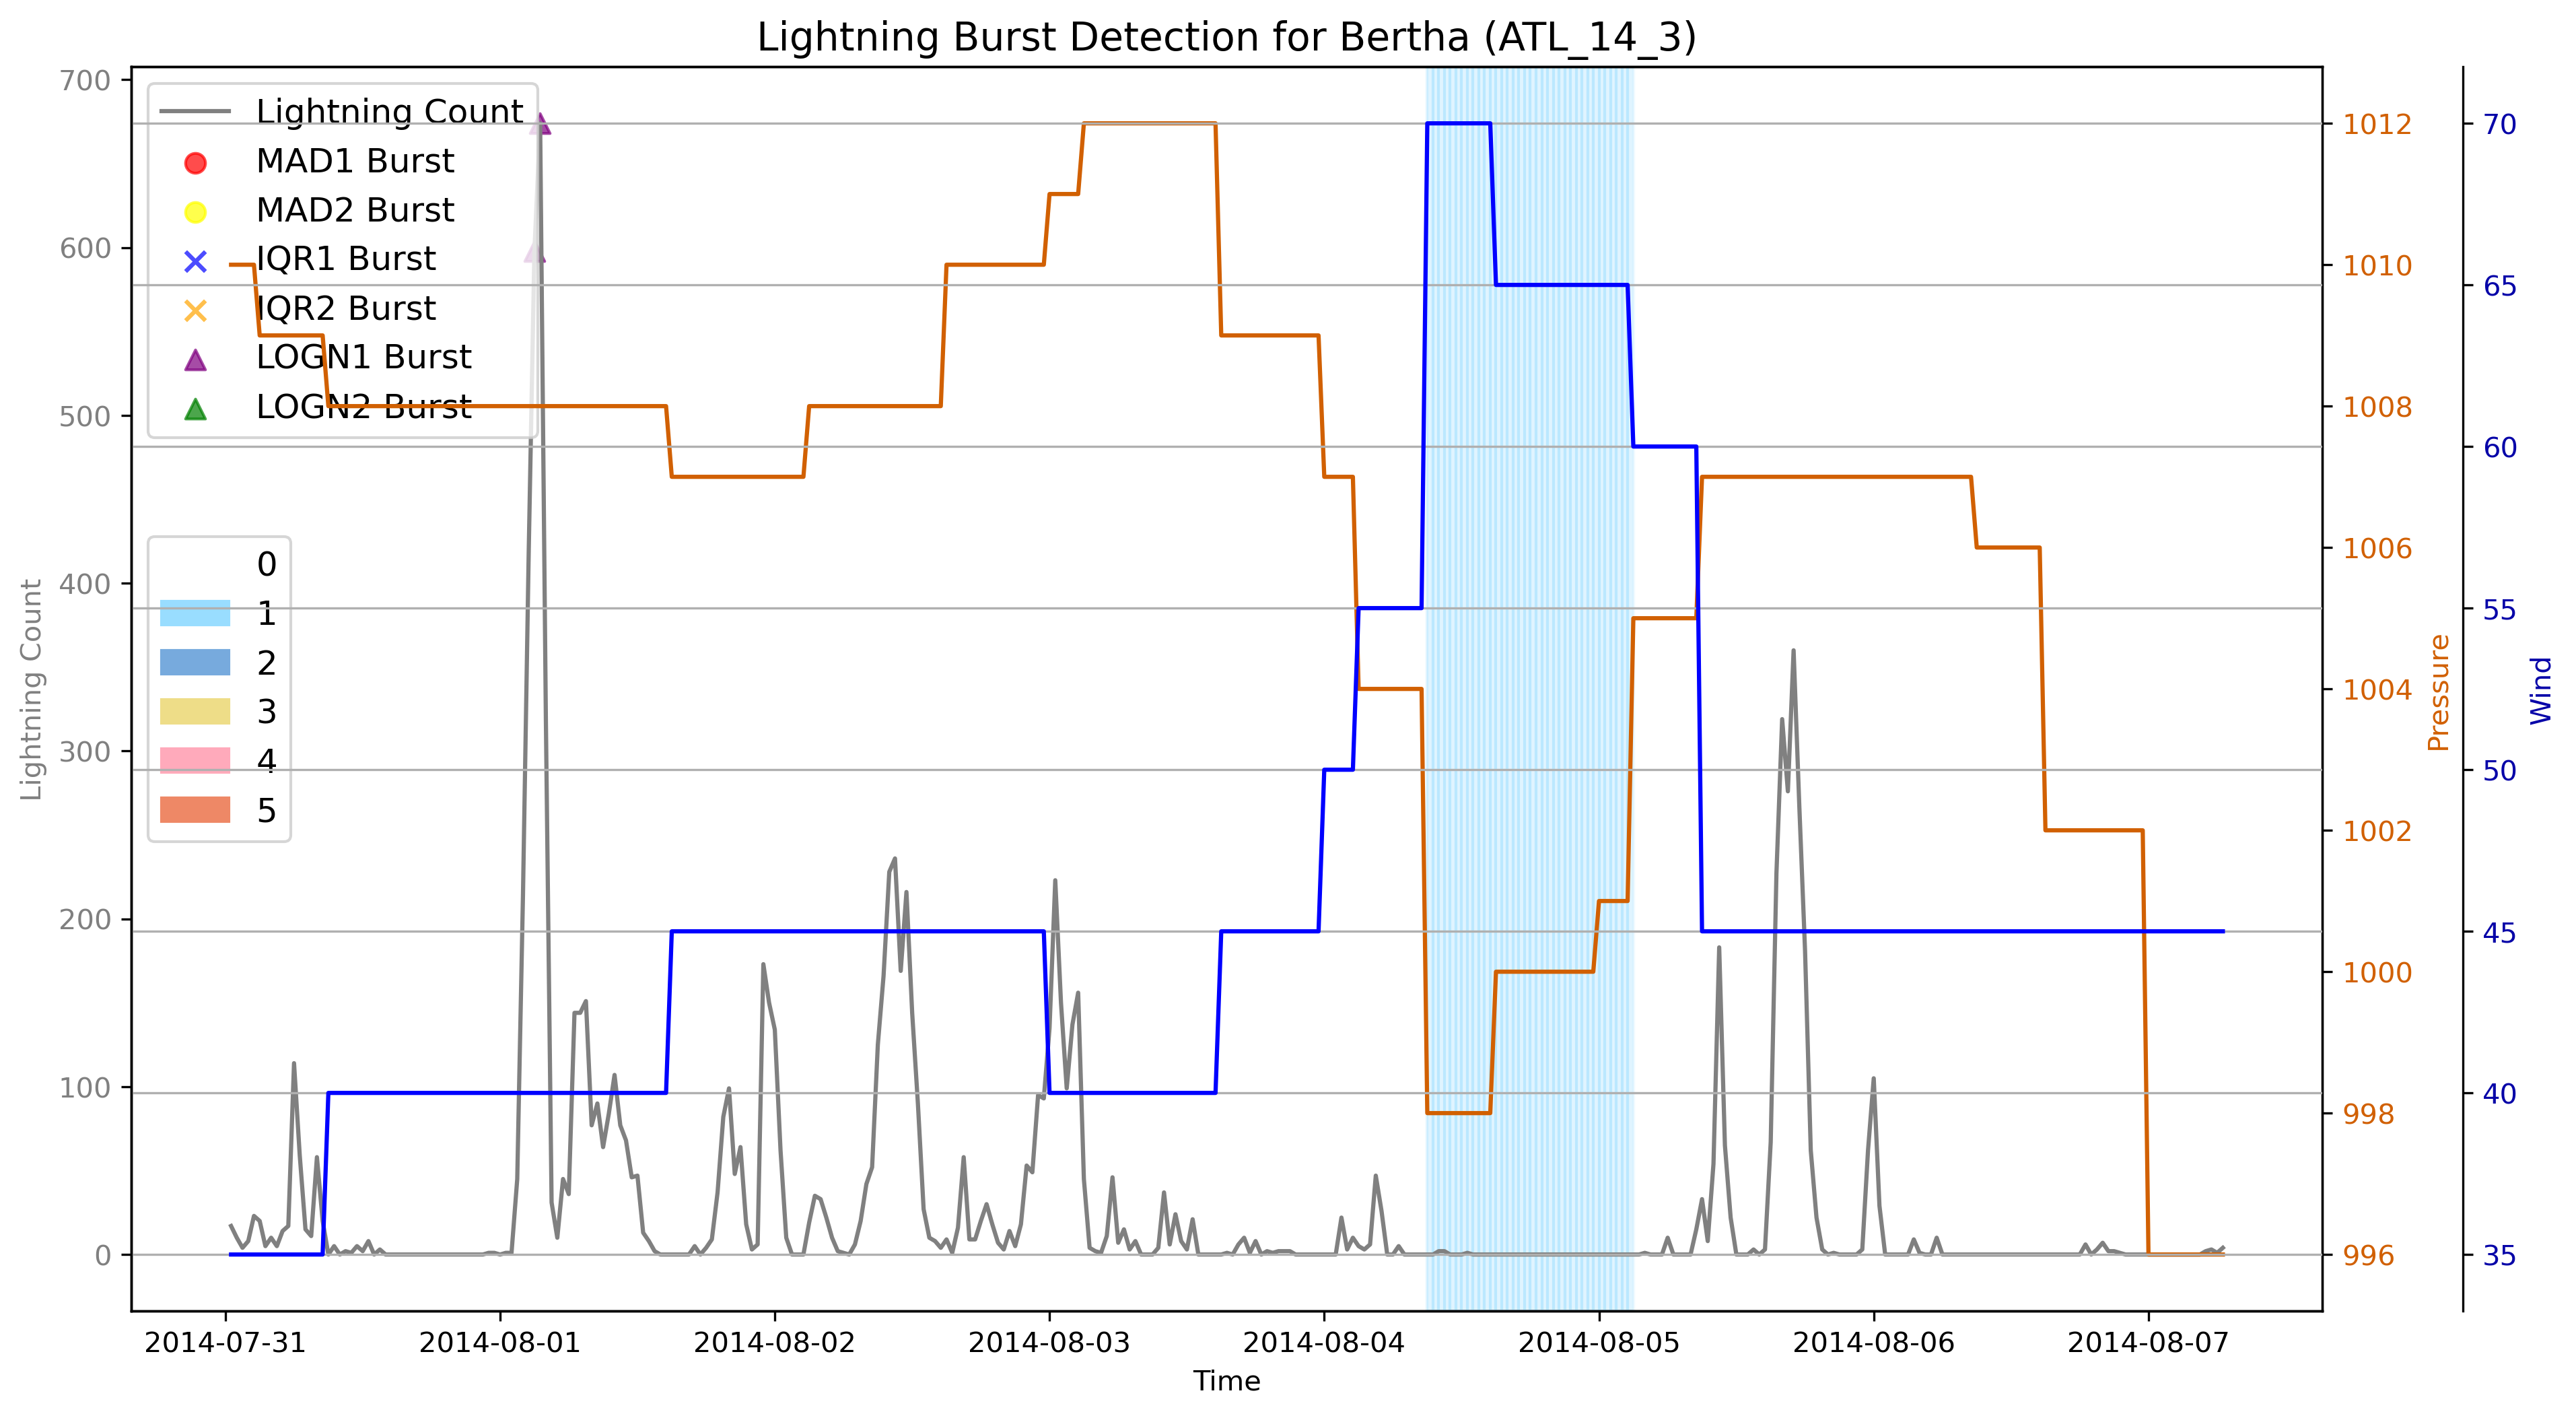 Lightning Burst Detection for Bertha (ATL_14_3)
Lightning Count
MAD1 Burst
MAD2 Burst
IQR1 Burst
IQR2 Burst
LOGN1 Burst
LOGN2 Burst
0
1
2
3
4
5
Lightning Count
700
600
500
400
300
200
100
0
1012
1010
1008
1006
1004
1002
1000
998
996
Pressure
70
65
60
55
50
45
40
35
Wind
2014-07-31 2014-08-01 2014-08-02 2014-08-03 2014-08-04 2014-08-05 2014-08-06 2014-08-07
Time